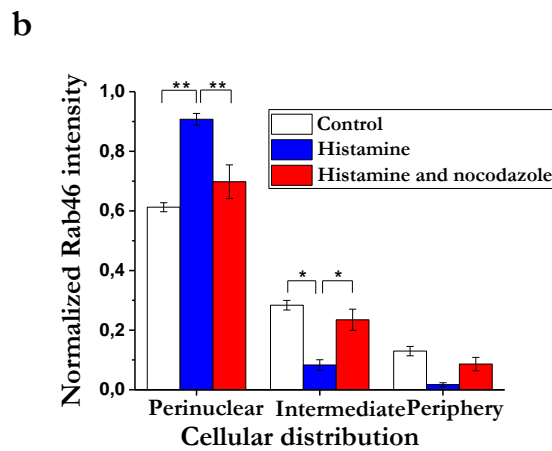 b
Normalized Rab46 intensity
1,0
0,8
0,6
0,4
0,2
0,0
** **
* *
Control
Histamine
Histamine and nocodazole
Perinuclear Intermediate Periphery
Cellular distribution